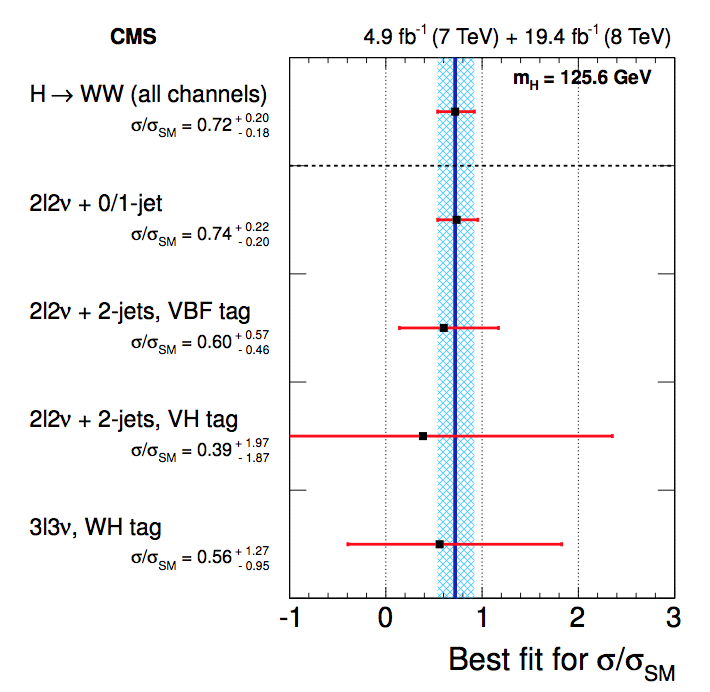 CMS 4.9 fb⁻¹ (7 TeV) + 19.4 fb⁻¹ (8 TeV)
m_H = 125.6 GeV
H → WW (all channels)
σ/σ_SM = 0.72 + 0.20 - 0.18
2l2ν + 0/1-jet
σ/σ_SM = 0.74 + 0.22 - 0.20
2l2ν + 2-jets, VBF tag
σ/σ_SM = 0.60 + 0.57 - 0.46
2l2ν + 2-jets, VH tag
σ/σ_SM = 0.39 + 1.97 - 1.87
3l3ν, WH tag
σ/σ_SM = 0.56 + 1.27 - 0.95
-1 0 1 2 3
Best fit for σ/σ_SM